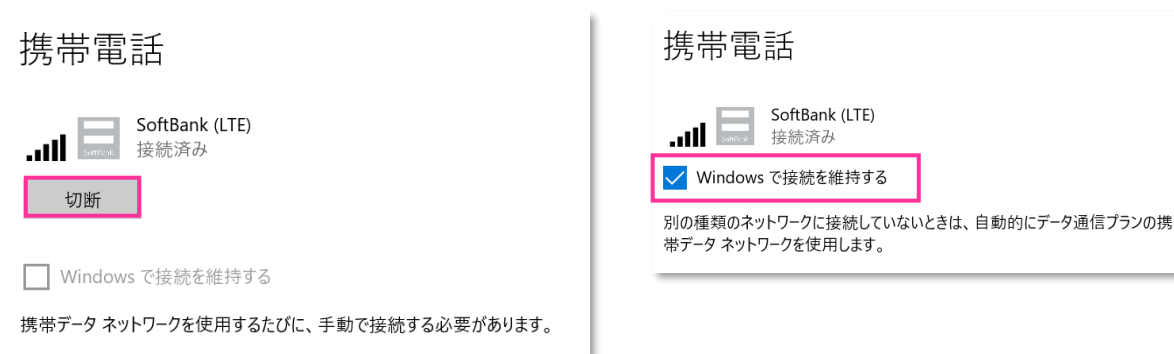 携帯電話
SoftBank (LTE)
接続済み
SoftBank
切断
Windows で接続を維持する
携帯データ ネットワークを使用するたびに、手動で接続する必要があります。
携帯電話
SoftBank (LTE)
接続済み
SoftBank
Windows で接続を維持する
別の種類のネットワークに接続していないときは、自動的にデータ通信プランの携
帯データ ネットワークを使用します。